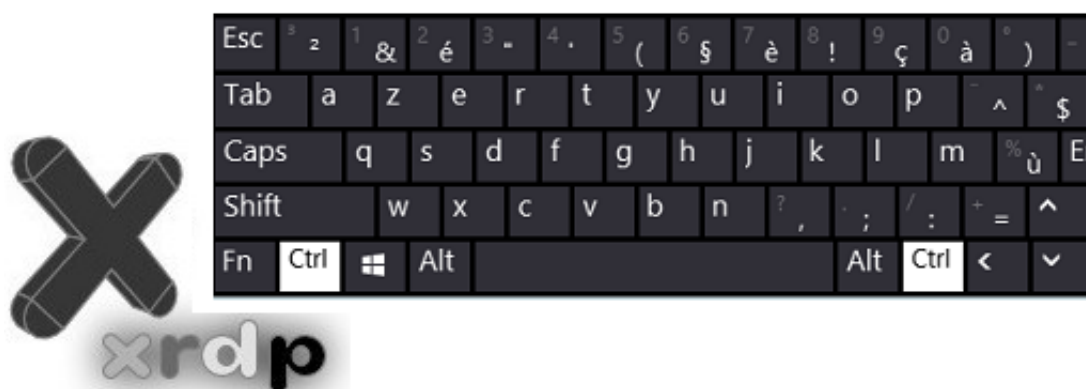 Esc ³ ² 1 & 2 é 3 " 4 ' 5 ( 6 § 7 è 8 ! 9 ç 0 à ° ) -
Tab a z e r t y u i o p ¨ ^ * $
Caps q s d f g h j k l m % ù E
Shift w x c v b n ? , . ; / : + =
Fn Ctrl Alt Alt Ctrl
xrdp